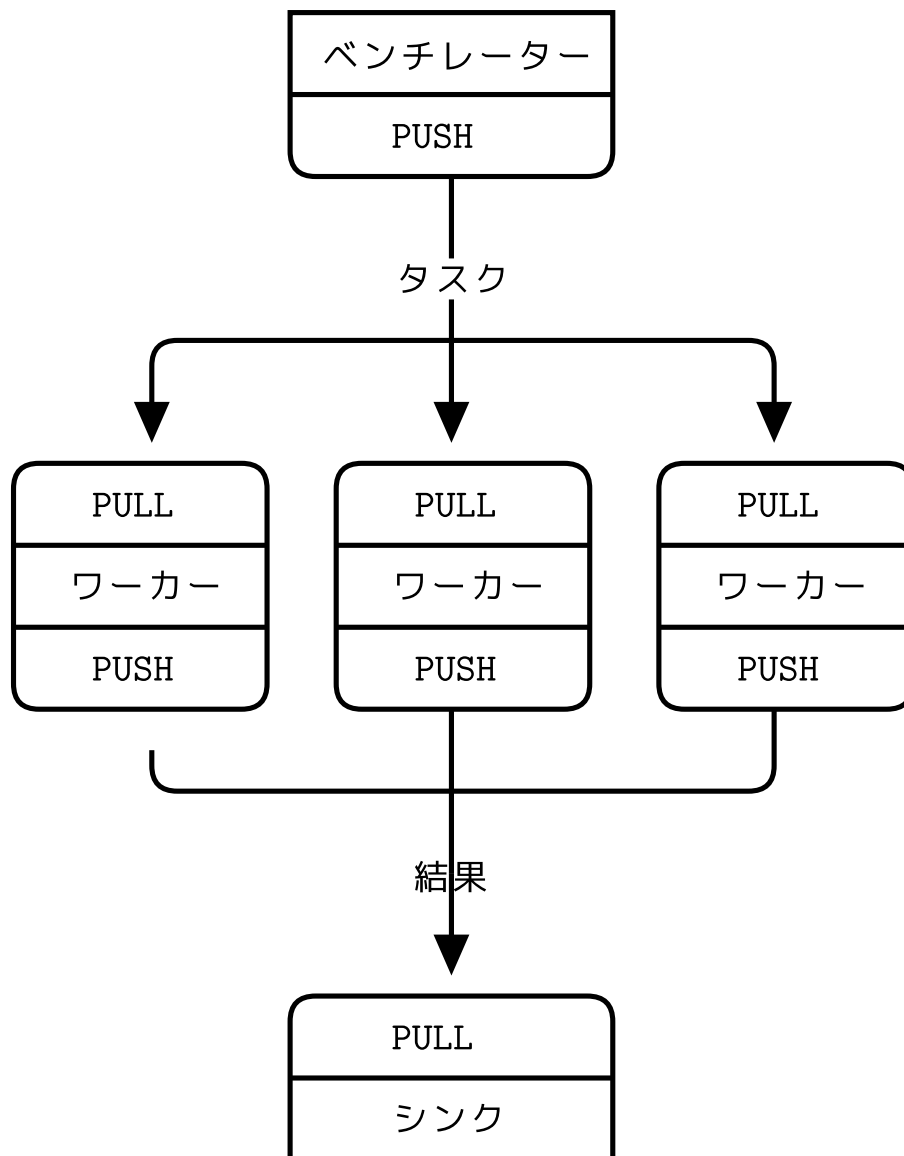 ベンチレーター
PUSH
タスク
PULL PULL PULL
ワーカー ワーカー ワーカー
PUSH PUSH PUSH
結果
PULL
シンク